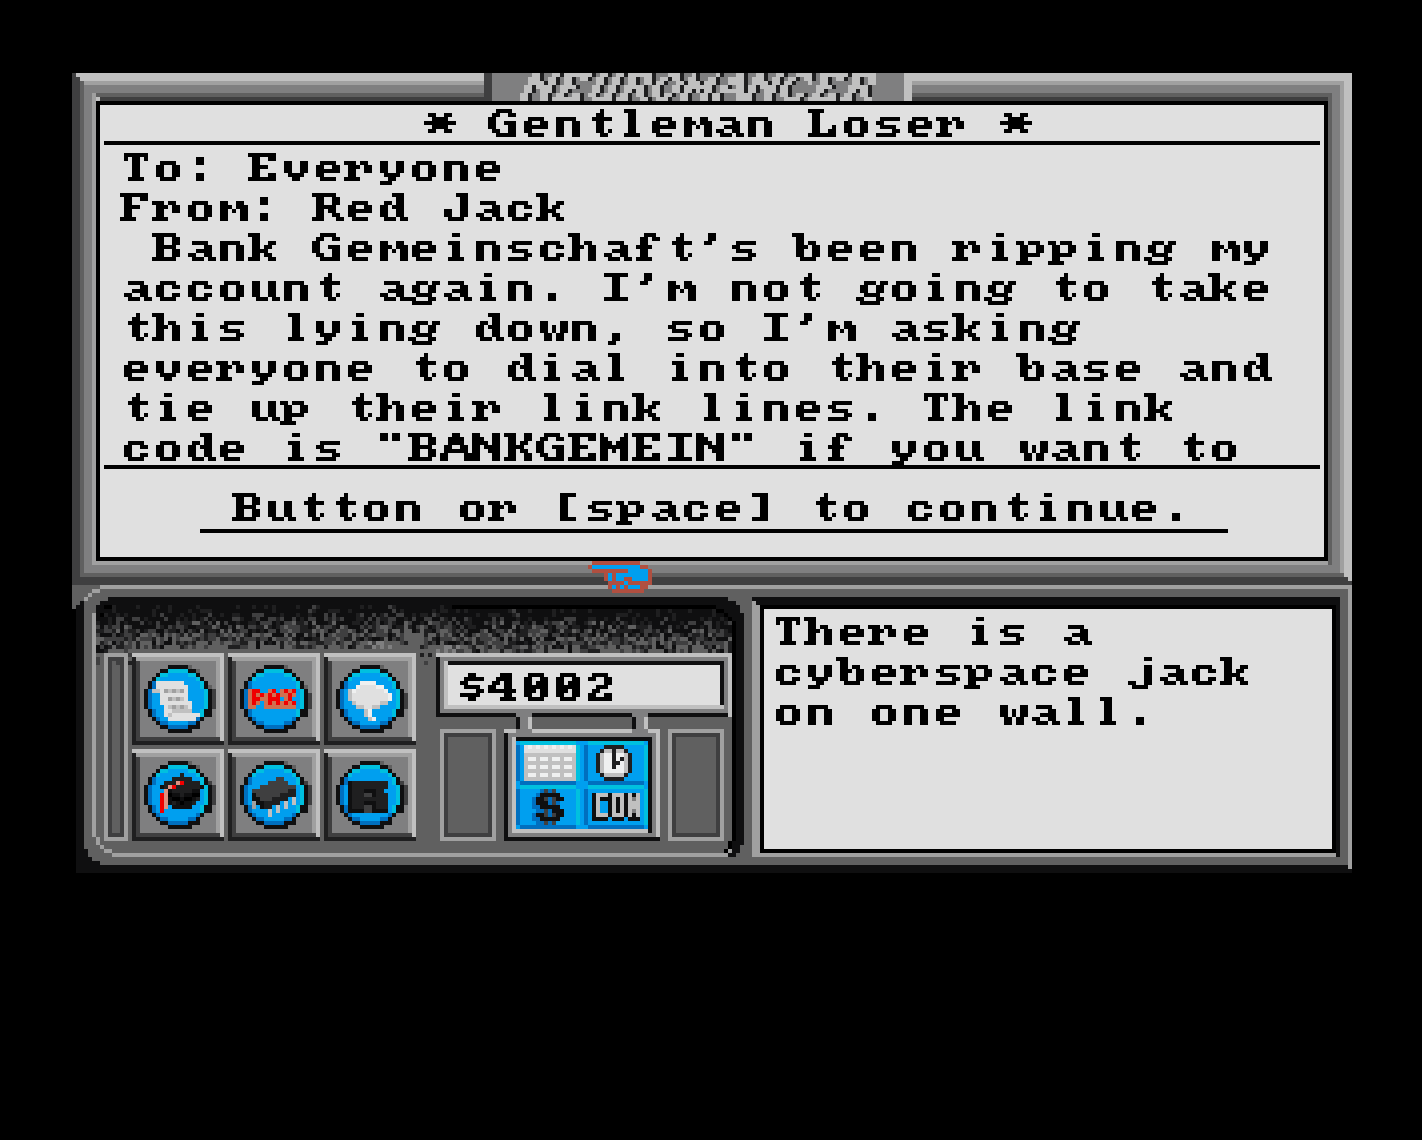 NEUROMANCER
* Gentleman Loser *
To: Everyone
From: Red Jack
Bank Gemeinschaft's been ripping my
account again. I'm not going to take
this lying down, so I'm asking
everyone to dial into their base and
tie up their link lines. The link
code is "BANKGEMEIN" if you want to
Button or [space] to continue.
There is a
cyberspace jack
on one wall.
PAX
$4002
$
COM
R